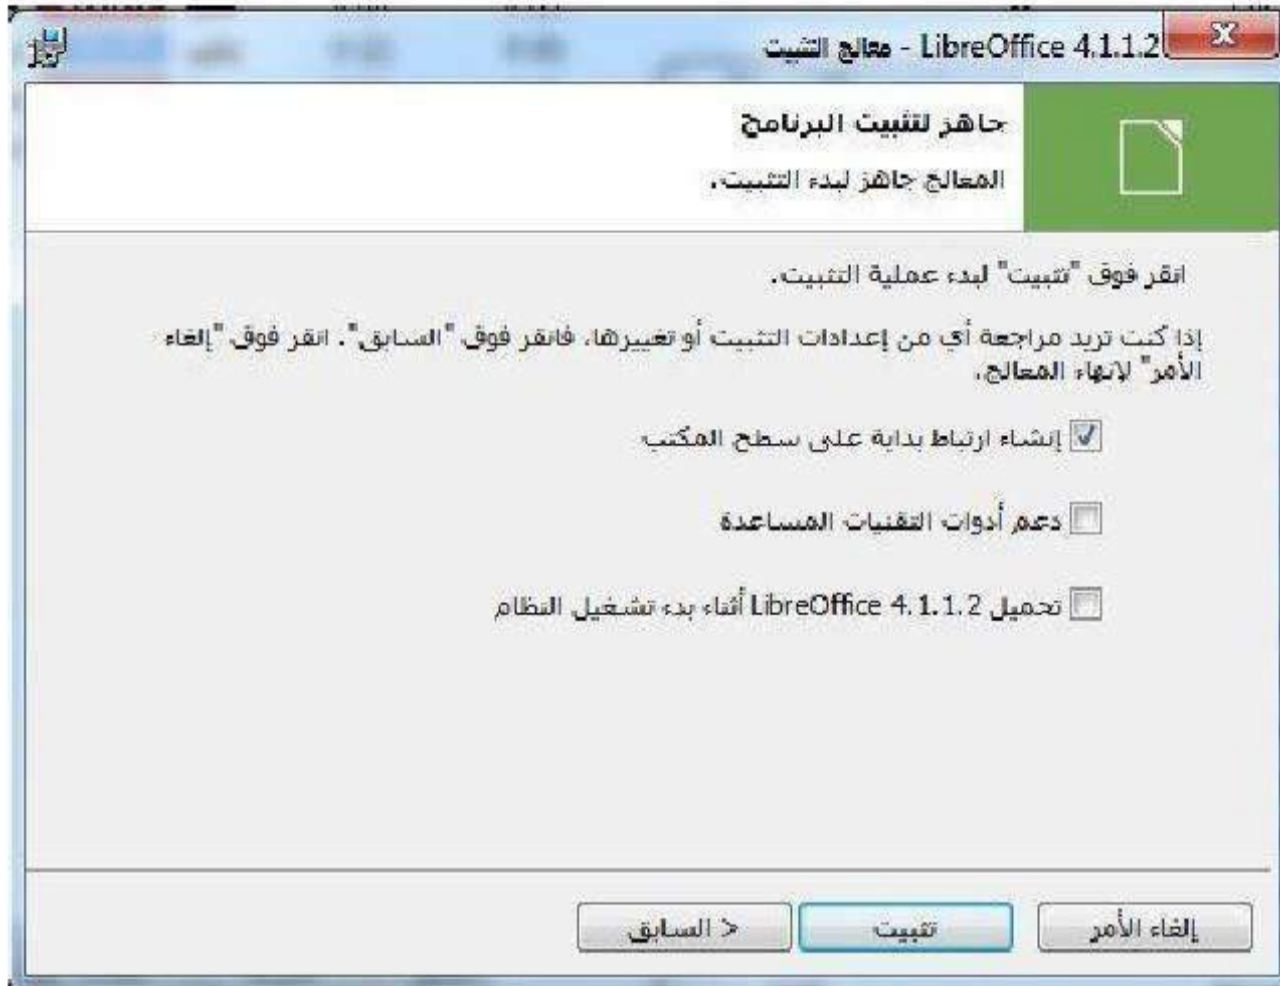 LibreOffice 4.1.1.2 - معالج التثبيت
جاهز لتثبيت البرنامج
المعالج جاهز لبدء التثبيت.
انقر فوق "تثبيت" لبدء عملية التثبيت.
إذا كنت تريد مراجعة أي من إعدادات التثبيت أو تغييرها، فانقر فوق "السابق". انقر فوق "إلغاء
الأمر" لإنهاء المعالج.
إنشاء ارتباط بداية على سطح المكتب
دعم أدوات التقنيات المساعدة
تحميل LibreOffice 4.1.1.2 أثناء بدء تشغيل النظام
إلغاء الأمر
تثبيت
< السابق